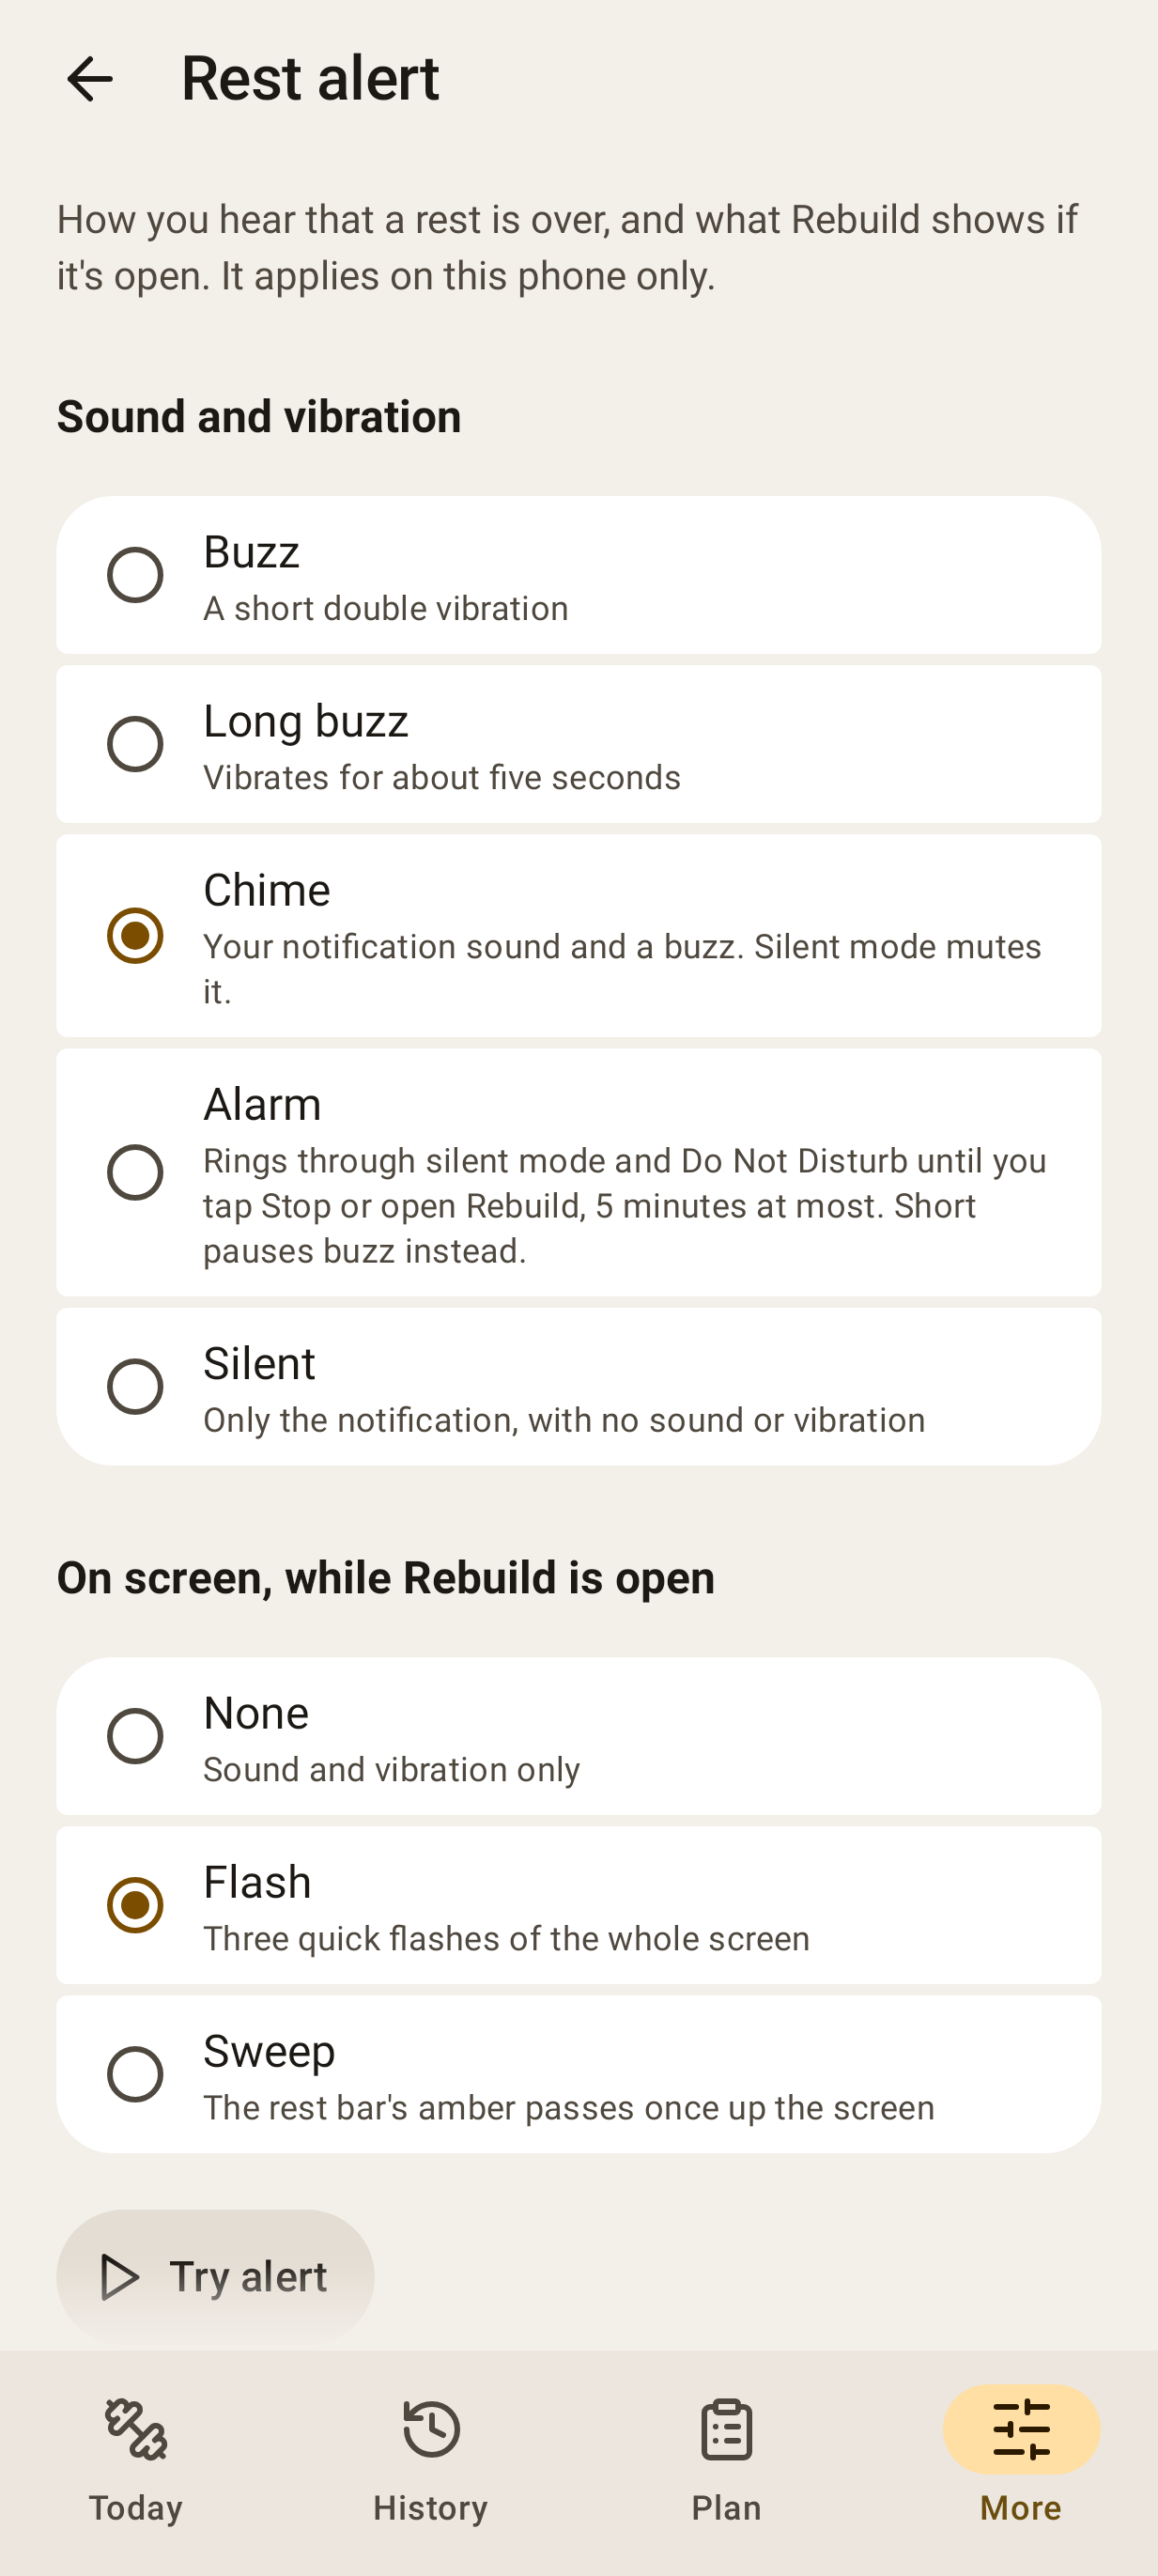 Rest alert
How you hear that a rest is over, and what Rebuild shows if
it's open. It applies on this phone only.
Sound and vibration
Buzz
A short double vibration
Long buzz
Vibrates for about five seconds
Chime
Your notification sound and a buzz. Silent mode mutes
it.
Alarm
Rings through silent mode and Do Not Disturb until you
tap Stop or open Rebuild, 5 minutes at most. Short
pauses buzz instead.
Silent
Only the notification, with no sound or vibration
On screen, while Rebuild is open
None
Sound and vibration only
Flash
Three quick flashes of the whole screen
Sweep
The rest bar's amber passes once up the screen
Try alert
Today
History
Plan
More